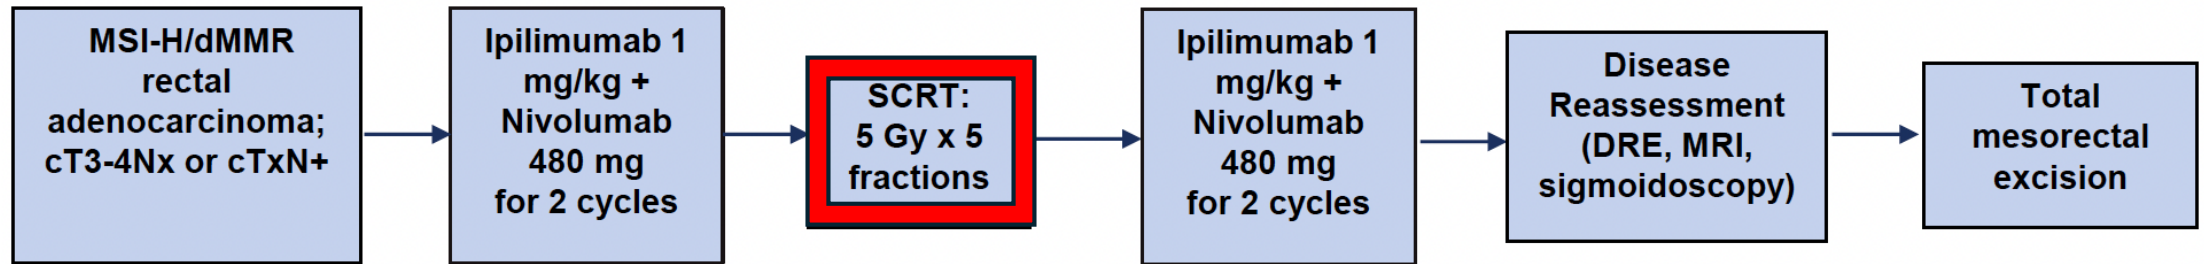 MSI-H/dMMR
rectal
adenocarcinoma;
cT3-4Nx or cTxN+
Ipilimumab 1
mg/kg +
Nivolumab
480 mg
for 2 cycles
SCRT:
5 Gy x 5
fractions
Ipilimumab 1
mg/kg +
Nivolumab
480 mg
for 2 cycles
Disease
Reassessment
(DRE, MRI,
sigmoidoscopy)
Total
mesorectal
excision